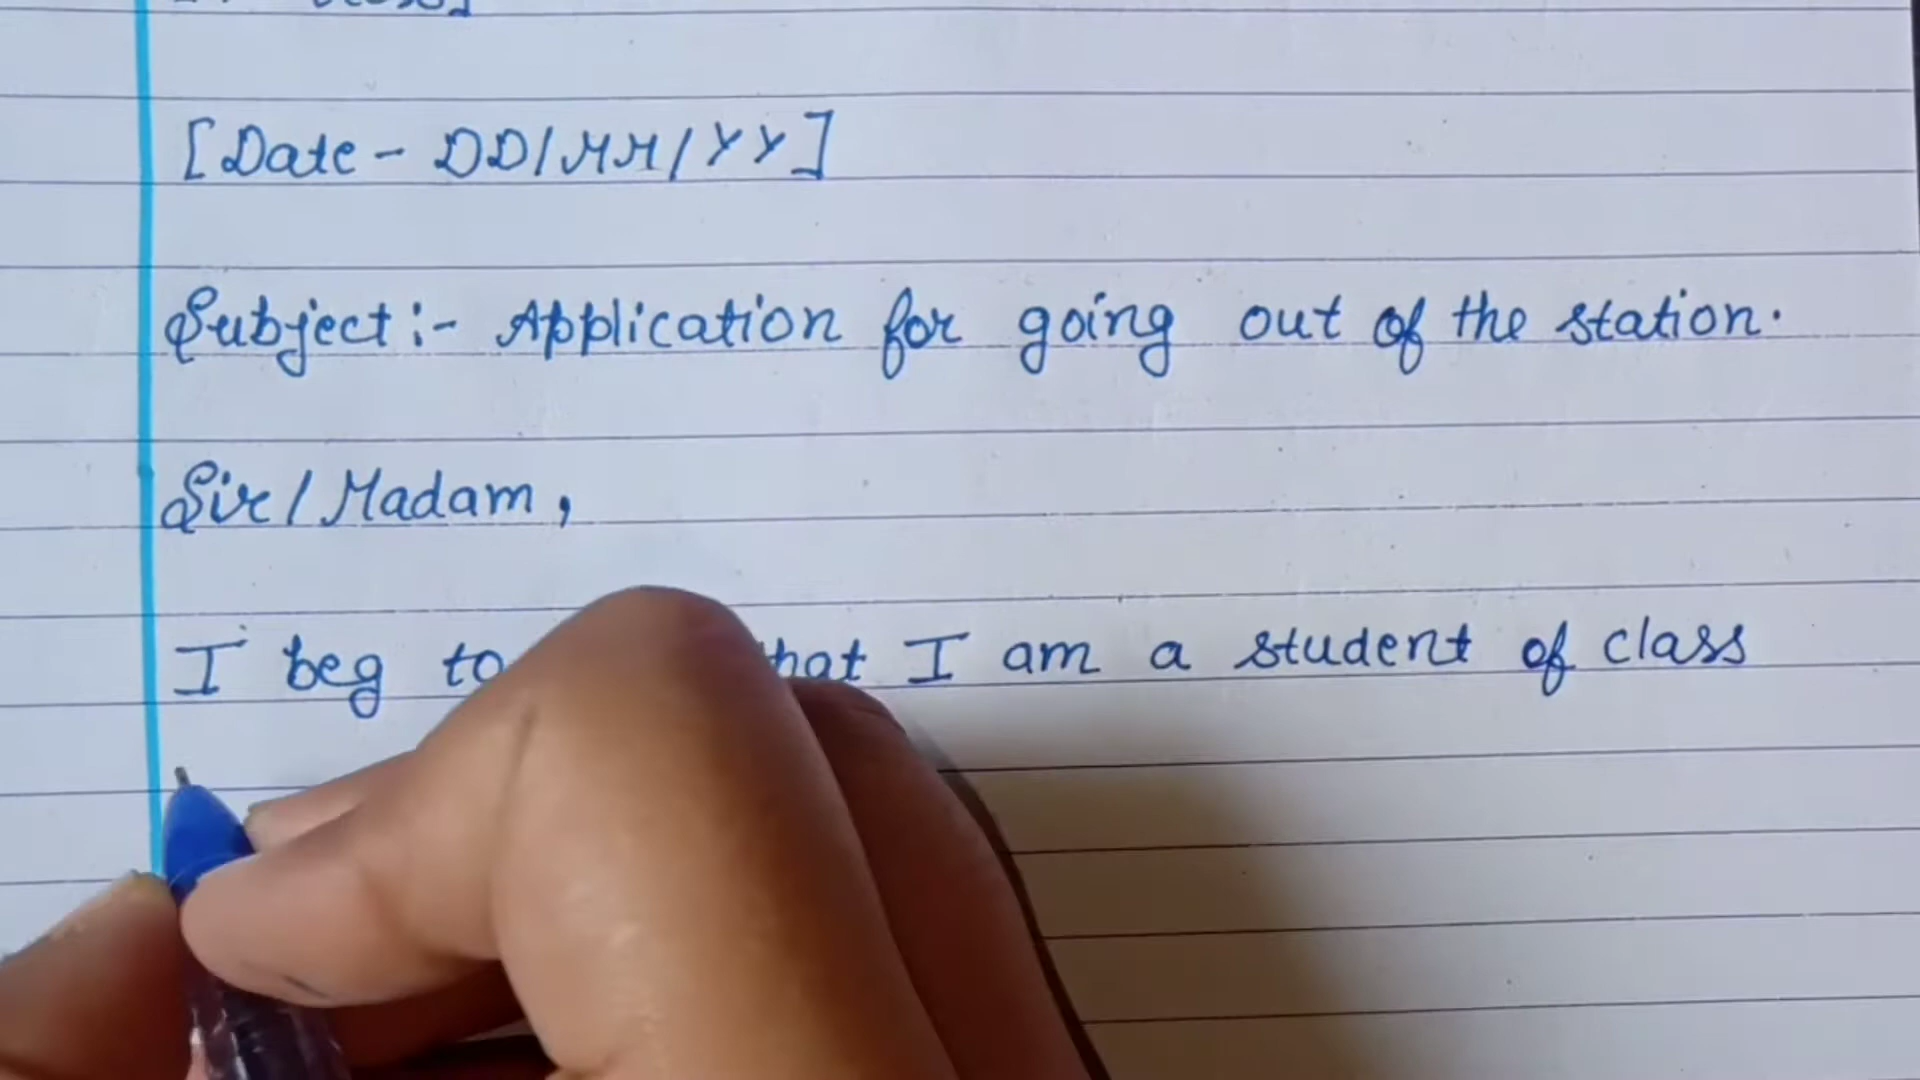 [Date - DD/MM/YY]
Subject:- Application for going out of the station.
Sir/Madam,
I beg to that I am a student of class